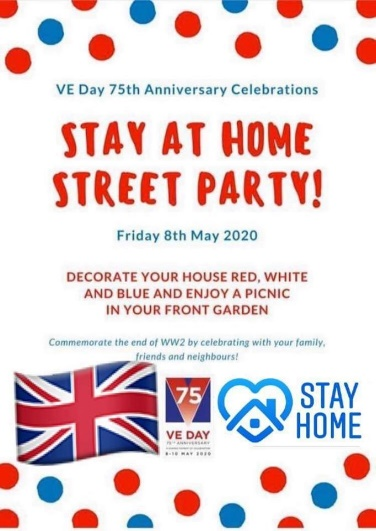 VE Day 75th Anniversary Celebrations
STAY AT HOME
STREET PARTY!
Friday 8th May 2020
DECORATE YOUR HOUSE RED, WHITE
AND BLUE AND ENJOY A PICNIC
IN YOUR FRONT GARDEN
Commemorate the end of WW2 by celebrating with your family,
friends and neighbours!
75
VE DAY
75TH ANNIVERSARY
8-10 MAY 2020
STAY
HOME